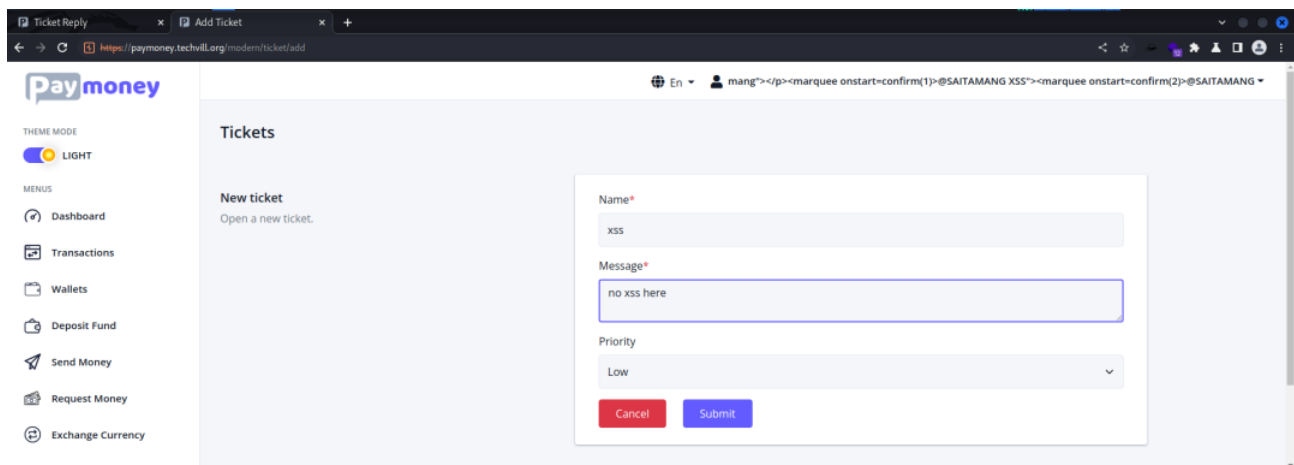 Ticket Reply × Add Ticket × +
https://paymoney.techvill.org/modern/ticket/add
Pay money
En mang"></p><marquee onstart=confirm(1)>@SAITAMANG XSS"><marquee onstart=confirm(2)>@SAITAMANG
THEME MODE
LIGHT
MENUS
Dashboard
Transactions
Wallets
Deposit Fund
Send Money
Request Money
Exchange Currency
Tickets
New ticket
Open a new ticket.
Name*
xss
Message*
no xss here
Priority
Low
Cancel Submit